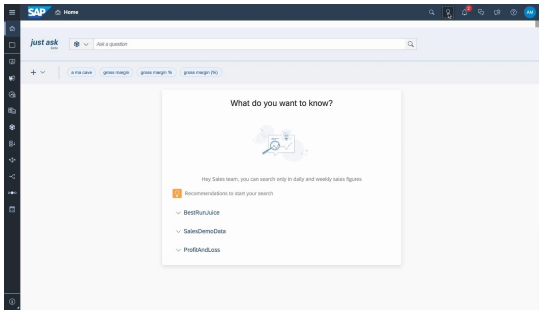 SAP Home
2
AM
just ask
Ask a question
a ma cave gross margin gross margin % gross margin (%)
What do you want to know?
Hey Sales team, you can search only in daily and weekly sales figures
Recommendations to start your search
BestRunJuice
SalesDemoData
ProfitAndLoss